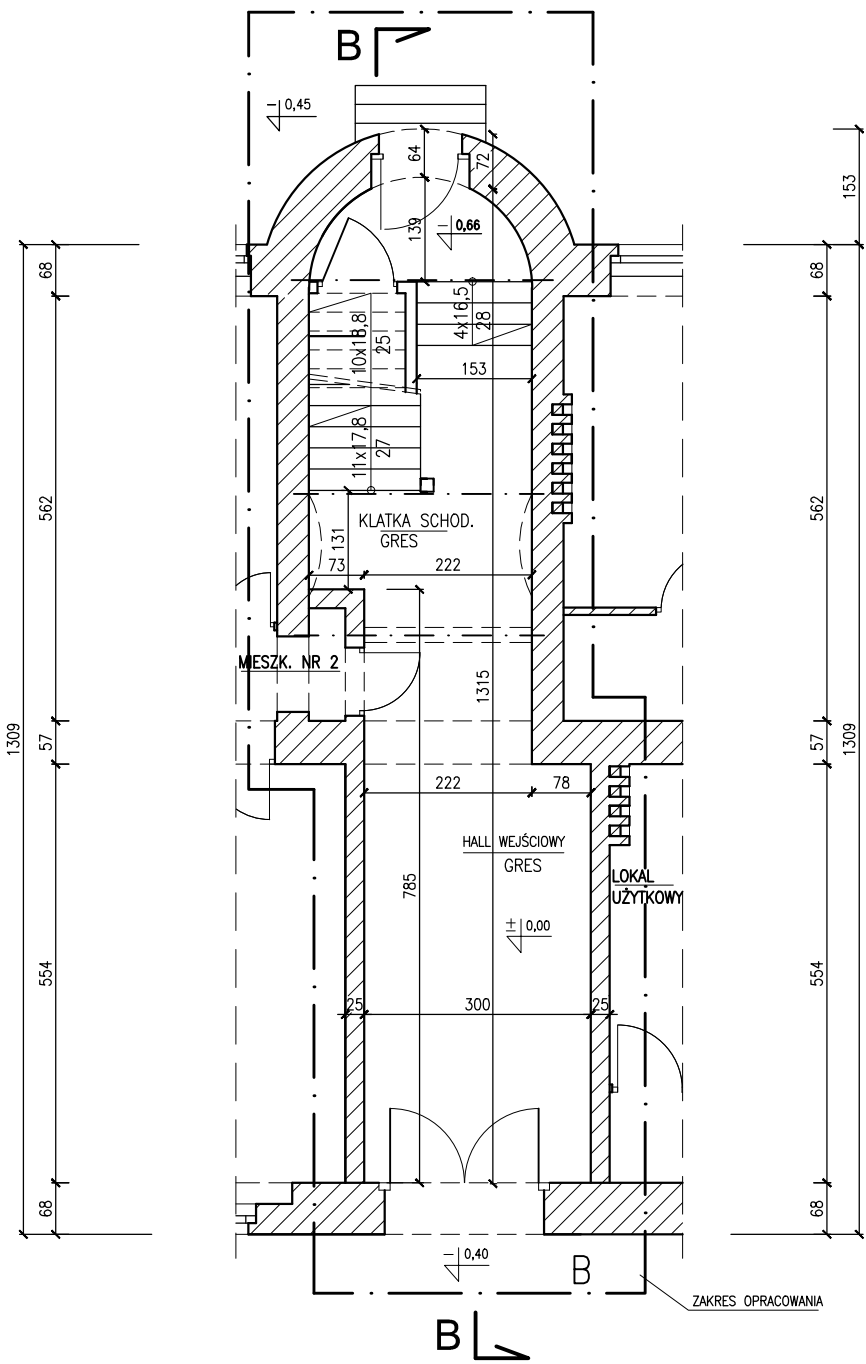 B
- 0,45
64
72
153
139
- 0,66
68
68
10x18,8
25
4x16,5
28
153
11x17,8
27
562
562
KLATKA SCHOD.
GRES
131
73
222
MIESZK. NR 2
1315
1309
57
57
1309
222
78
HALL WEJŚCIOWY
GRES
785
LOKAL
UŻYTKOWY
± 0,00
554
554
25
300
25
68
68
- 0,40
B
ZAKRES OPRACOWANIA
B